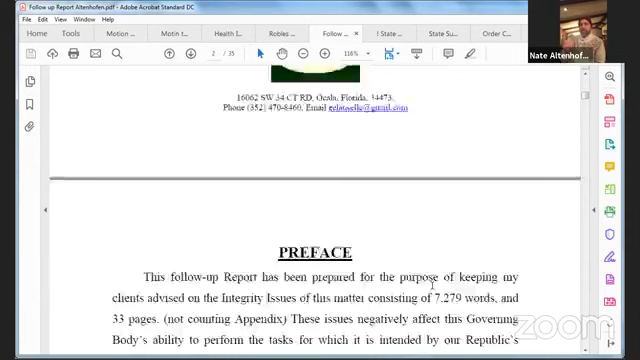 Follow up Report Altenhofen.pdf - Adobe Acrobat Standard DC
File Edit View Sign Window Help
Home Tools Motion Motin t Health I Robles Follow ... I State State Su... Order C...
2 / 35 116%
Nate Altenhof...
16062 SW 34 CT RD, Ocala, Florida, 34473.
Phone (352) 470-8460, Email
PREFACE
This follow-up Report has been prepared for the purpose of keeping my
clients advised on the Integrity Issues of this matter consisting of 7,279 words, and
33 pages. (not counting Appendix) These issues negatively affect this Governing
Body's ability to perform the tasks for which it is intended by our Republic's
zoom